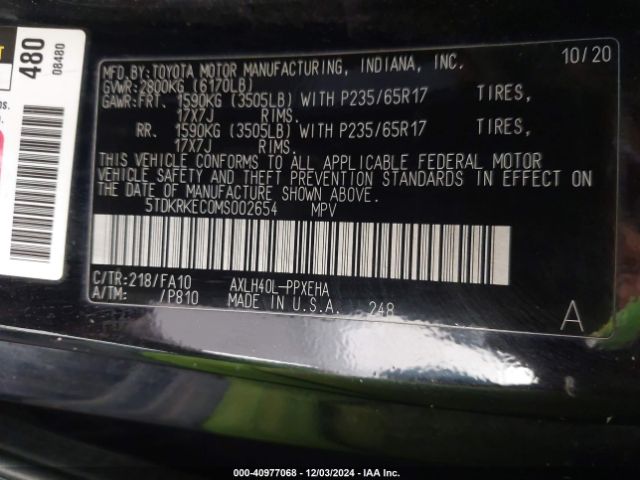 480
08480
ns.
MFD.BY:TOYOTA MOTOR MANUFACTURING, INDIANA, INC. 10/20
GVWR:2800KG (6170LB)
GAWR:FRT. 1590KG (3505LB) WITH P235/65R17 TIRES,
17X7J RIMS.
RR. 1590KG (3505LB) WITH P235/65R17 TIRES,
17X7J RIMS.
THIS VEHICLE CONFORMS TO ALL APPLICABLE FEDERAL MOTOR
VEHICLE SAFETY AND THEFT PREVENTION STANDARDS IN EFFECT
ON THE DATE OF MANUFACTURE SHOWN ABOVE.
5TDKRKEC0MS002654 MPV
C/TR:218/FA10 AXLH40L-PPXEHA
A/TM: /P810 MADE IN U.S.A. 248 A
000-40977068 - 12/03/2024 - IAA Inc.